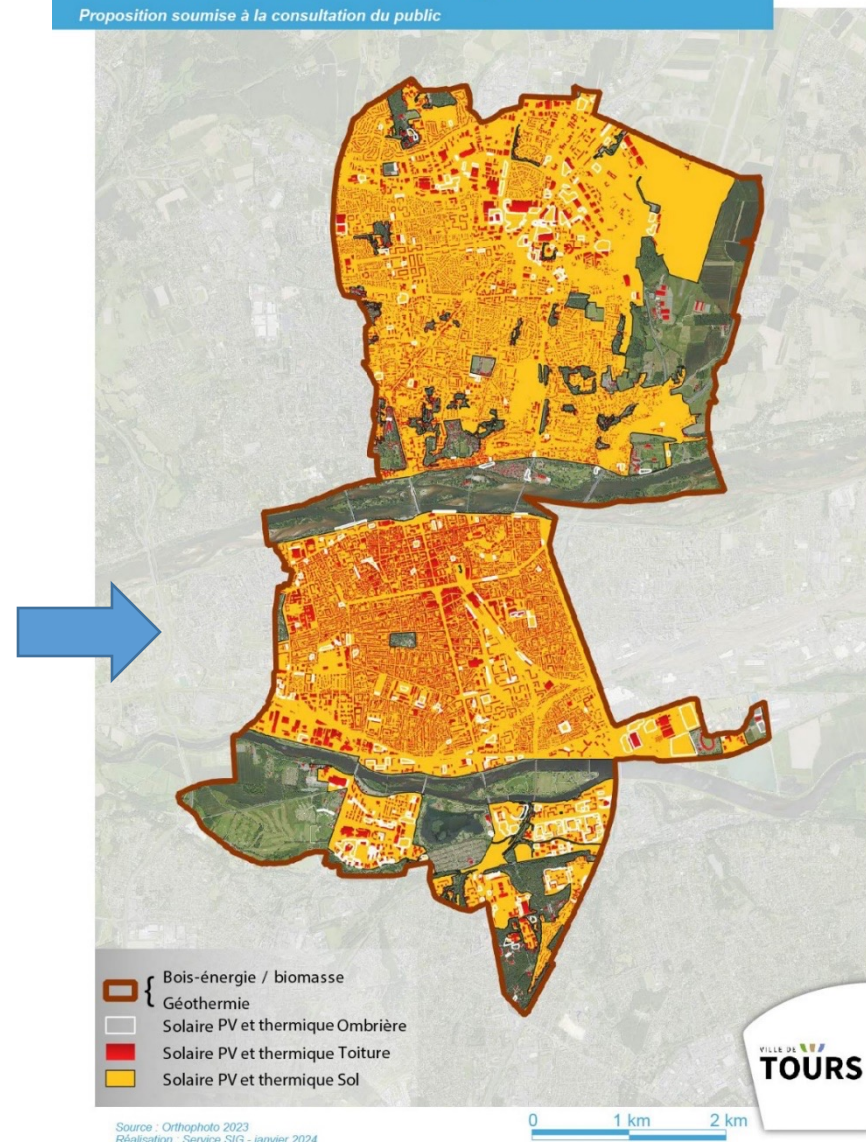 Proposition soumise à la consultation du public
Bois-énergie / biomasse
Géothermie
Solaire PV et thermique Ombrière
Solaire PV et thermique Toiture
Solaire PV et thermique Sol
VILLE DE
TOURS
Source : Orthophoto 2023
Réalisation : Service SIG - janvier 2024
0 1 km 2 km